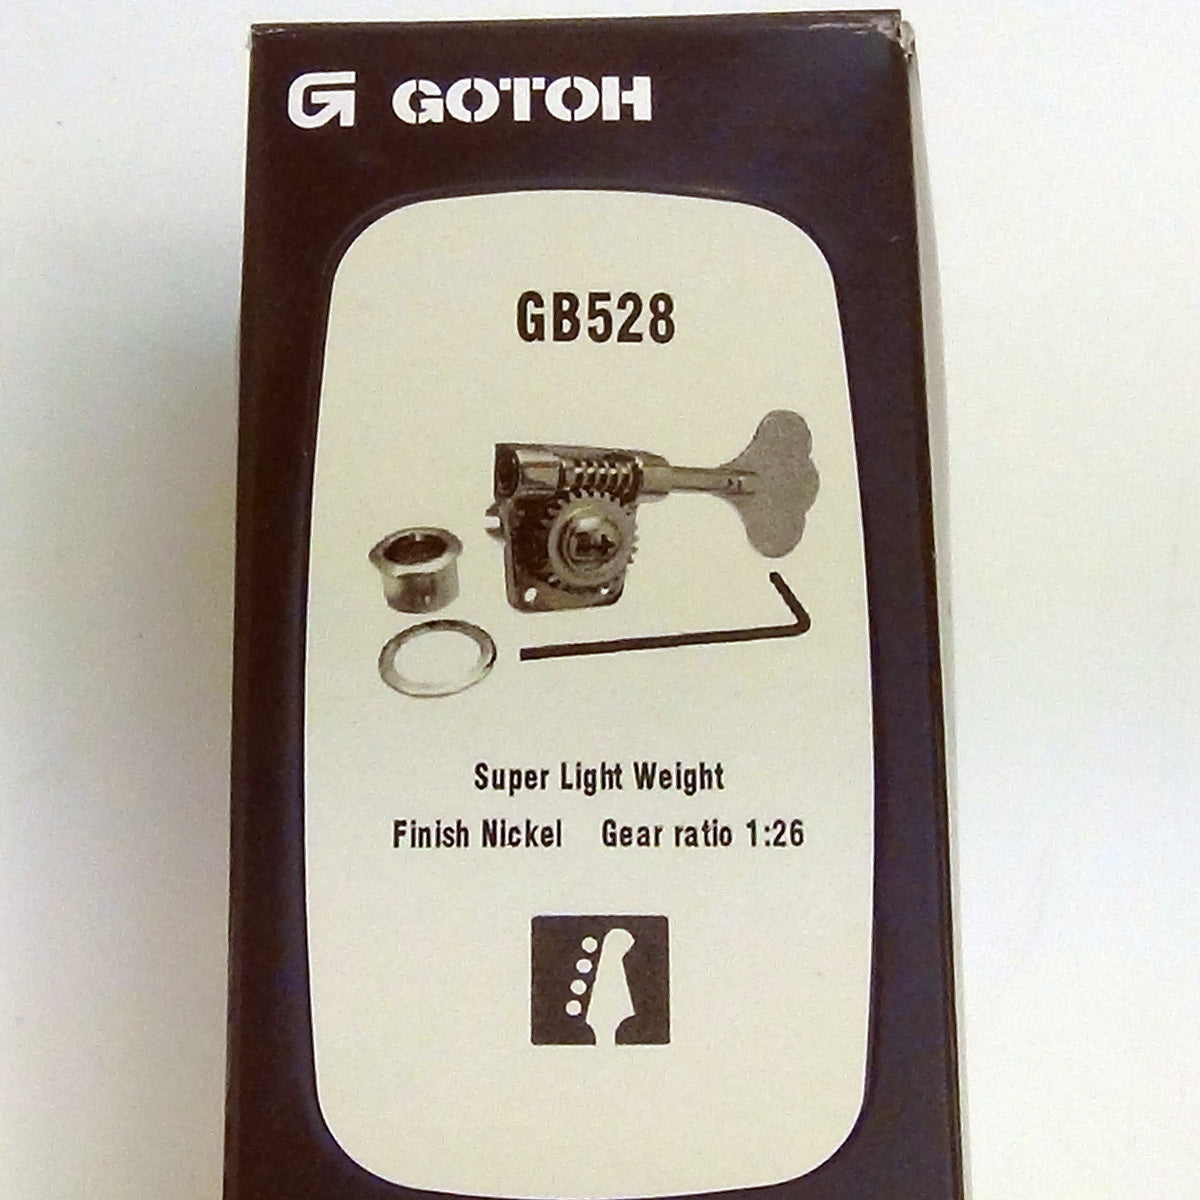 GOTOH
GB528
Super Light Weight
Finish Nickel Gear ratio 1:26